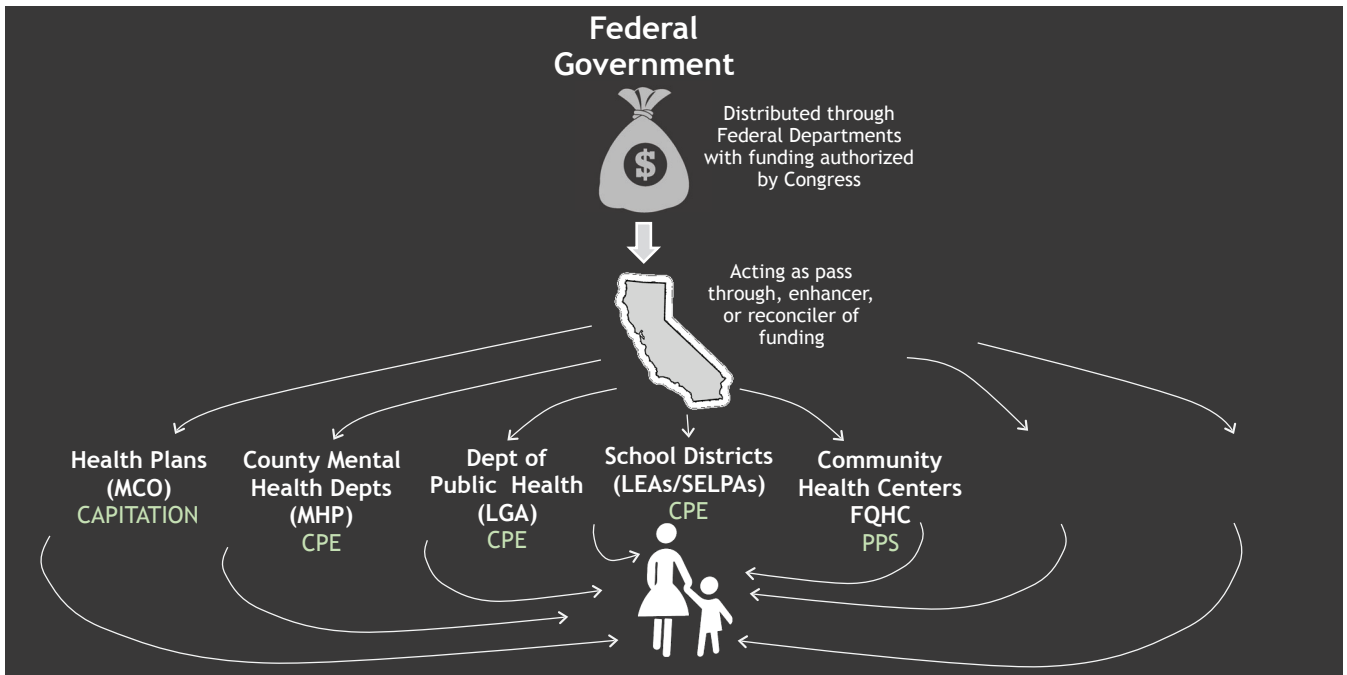 Federal
Government
$
Distributed through
Federal Departments
with funding authorized
by Congress
Acting as pass
through, enhancer,
or reconciler of
funding
Health Plans
(MCO)
CAPITATION
County Mental
Health Depts
(MHP)
CPE
Dept of
Public Health
(LGA)
CPE
School Districts
(LEAs/SELPAs)
CPE
Community
Health Centers
FQHC
PPS